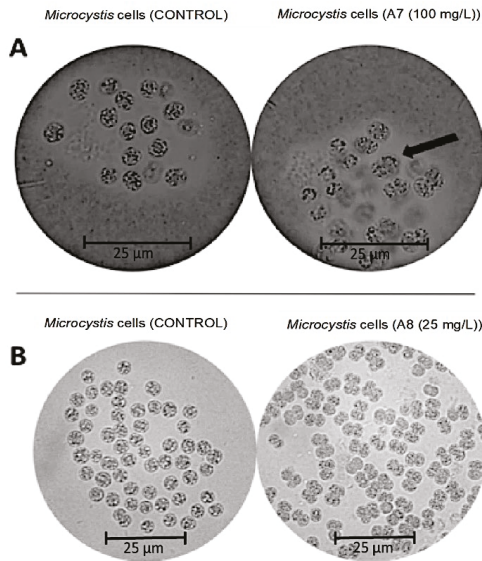 Microcystis cells (CONTROL)
Microcystis cells (A7 (100 mg/L))
A
25 µm
25 µm
Microcystis cells (CONTROL)
Microcystis cells (A8 (25 mg/L))
B
25 µm
25 µm